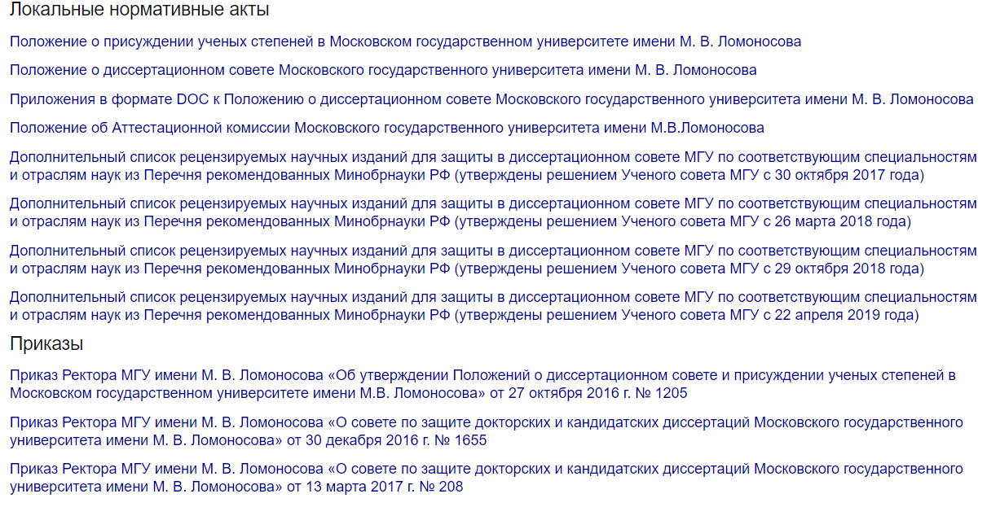 Локальные нормативные акты
Положение о присуждении ученых степеней в Московском государственном университете имени М. В. Ломоносова
Положение о диссертационном совете Московского государственного университета имени М. В. Ломоносова
Приложения в формате DOC к Положению о диссертационном совете Московского государственного университета имени М. В. Ломоносова
Положение об Аттестационной комиссии Московского государственного университета имени М.В.Ломоносова
Дополнительный список рецензируемых научных изданий для защиты в диссертационном совете МГУ по соответствующим специальностям
и отраслям наук из Перечня рекомендованных Минобрнауки РФ (утверждены решением Ученого совета МГУ с 30 октября 2017 года)
Дополнительный список рецензируемых научных изданий для защиты в диссертационном совете МГУ по соответствующим специальностям
и отраслям наук из Перечня рекомендованных Минобрнауки РФ (утверждены решением Ученого совета МГУ с 26 марта 2018 года)
Дополнительный список рецензируемых научных изданий для защиты в диссертационном совете МГУ по соответствующим специальностям
и отраслям наук из Перечня рекомендованных Минобрнауки РФ (утверждены решением Ученого совета МГУ с 29 октября 2018 года)
Дополнительный список рецензируемых научных изданий для защиты в диссертационном совете МГУ по соответствующим специальностям
и отраслям наук из Перечня рекомендованных Минобрнауки РФ (утверждены решением Ученого совета МГУ с 22 апреля 2019 года)
Приказы
Приказ Ректора МГУ имени М. В. Ломоносова «Об утверждении Положений о диссертационном совете и присуждении ученых степеней в
Московском государственном университете имени М.В. Ломоносова» от 27 октября 2016 г. № 1205
Приказ Ректора МГУ имени М. В. Ломоносова «О совете по защите докторских и кандидатских диссертаций Московского государственного
университета имени М. В. Ломоносова» от 30 декабря 2016 г. № 1655
Приказ Ректора МГУ имени М. В. Ломоносова «О совете по защите докторских и кандидатских диссертаций Московского государственного
университета имени М. В. Ломоносова» от 13 марта 2017 г. № 208